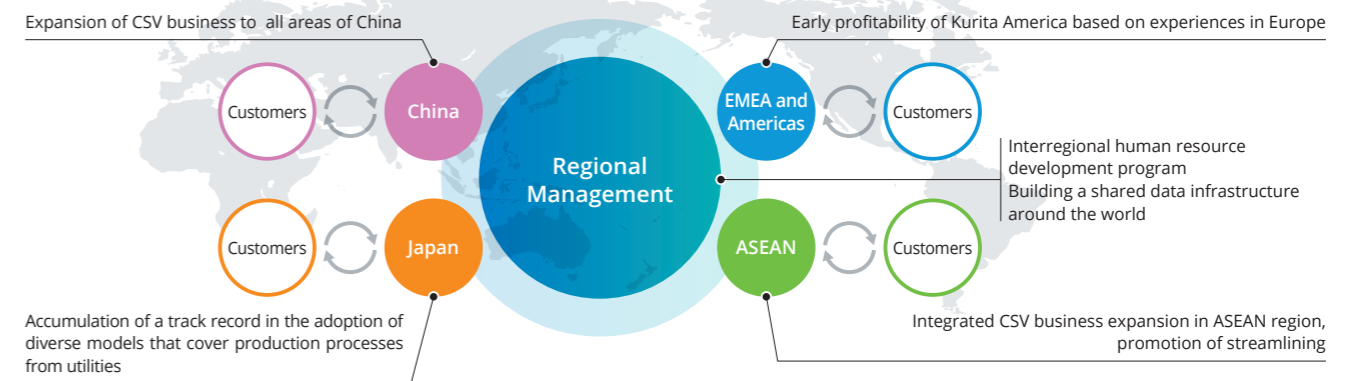 Expansion of CSV business to all areas of China
Early profitability of Kurita America based on experiences in Europe
Customers
China
EMEA and
Americas
Customers
Regional
Management
Interregional human resource
development program
Building a shared data infrastructure
around the world
Customers
Japan
ASEAN
Customers
Accumulation of a track record in the adoption of
diverse models that cover production processes
from utilities
Integrated CSV business expansion in ASEAN region,
promotion of streamlining